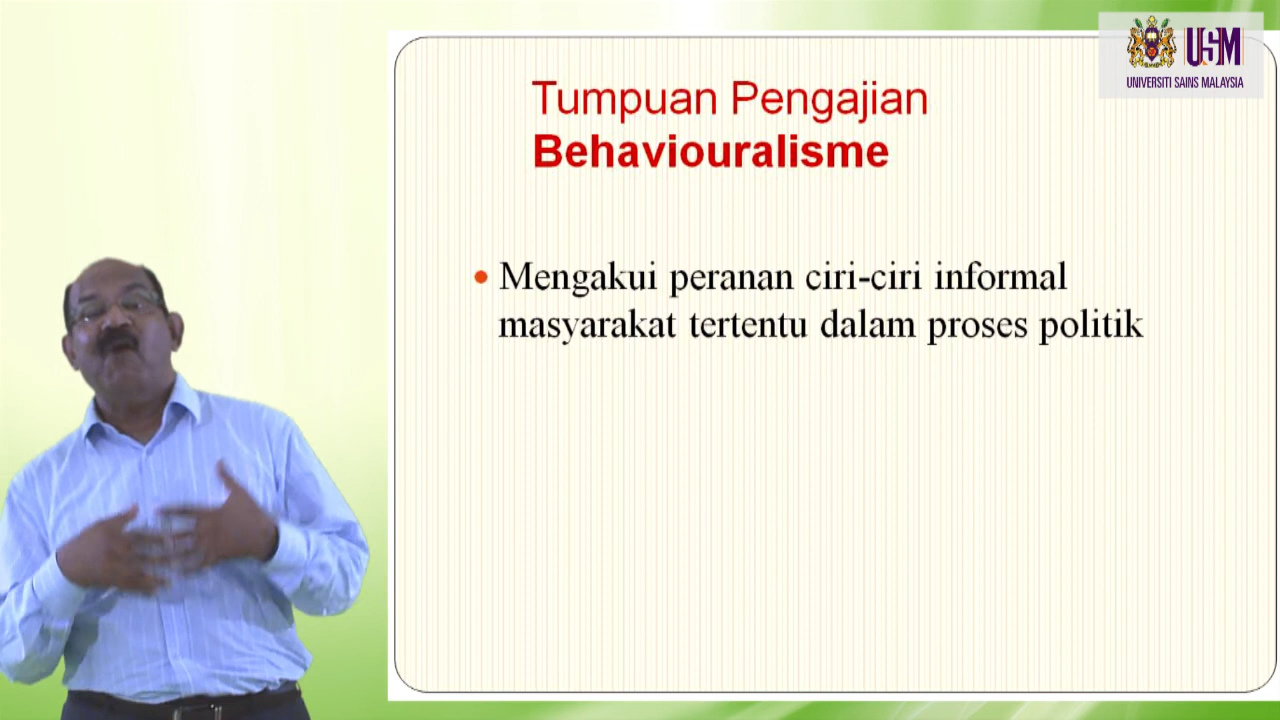 USM
UNIVERSITI SAINS MALAYSIA
Tumpuan Pengajian
Behaviouralisme
• Mengakui peranan ciri-ciri informal
masyarakat tertentu dalam proses politik